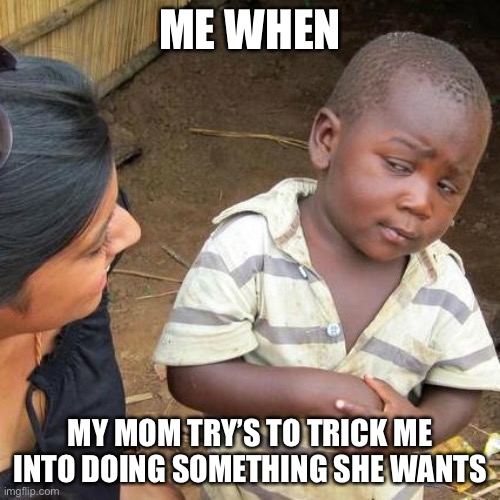 ME WHEN
MY MOM TRY'S TO TRICK ME
INTO DOING SOMETHING SHE WANTS
imgflip.com